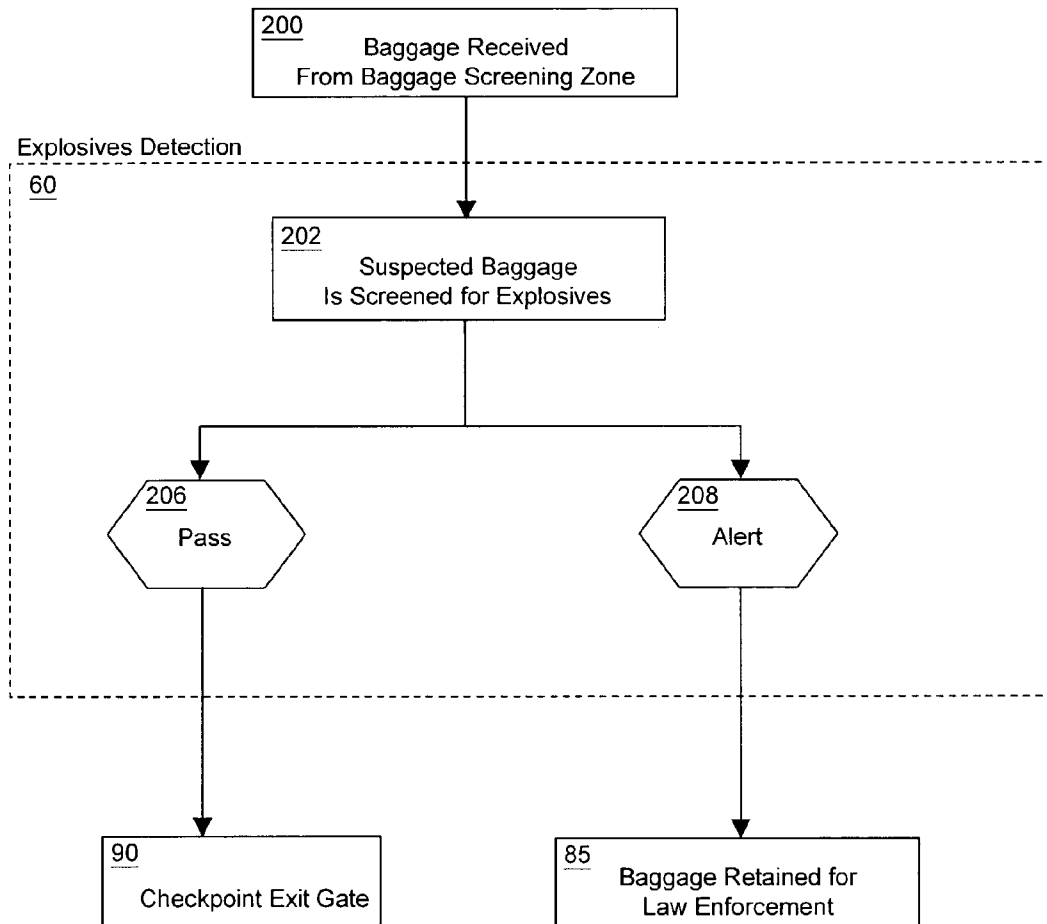 200
Baggage Received
From Baggage Screening Zone
Explosives Detection
60
202
Suspected Baggage
Is Screened for Explosives
206
Pass
208
Alert
90
Checkpoint Exit Gate
85
Baggage Retained for
Law Enforcement